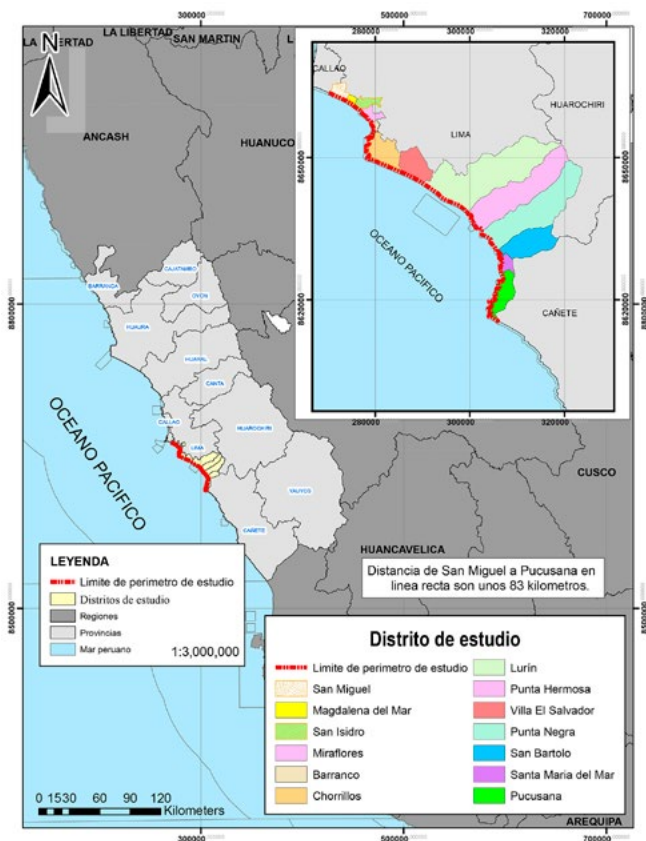 300000
500000
700000
LA LIBERTAD
LA LIBERTAD
SAN MARTIN
L
N
ANCASH
HUANUCO
280000
300000
320000
CALLAO
LIMA
HUAROCHIRI
8650000
8650000
OCEANO PACIFICO
8620000
8620000
CAÑETE
280000
300000
320000
8800000
8800000
BARRANCA
CAJATAMBO
OYON
HUAURA
HUARAL
CANTA
CALLAO
LIMA
HUAROCHIRI
YAUYOS
CAÑETE
OCEANO PACIFICO
CUSCO
HUANCAVELICA
Distancia de San Miguel a Pucusana en
linea recta son unos 83 kilometros.
8500000
8500000
LEYENDA
Limite de perimetro de estudio
Distritos de estudio
Regiones
Provincias
Mar peruano
1:3,000,000
Distrito de estudio
Limite de perimetro de estudio
San Miguel
Magdalena del Mar
San Isidro
Miraflores
Barranco
Chorrillos
Lurín
Punta Hermosa
Villa El Salvador
Punta Negra
San Bartolo
Santa Maria del Mar
Pucusana
0 15 30 60 90 120
Kilometers
AREQUIPA
300000
500000
700000